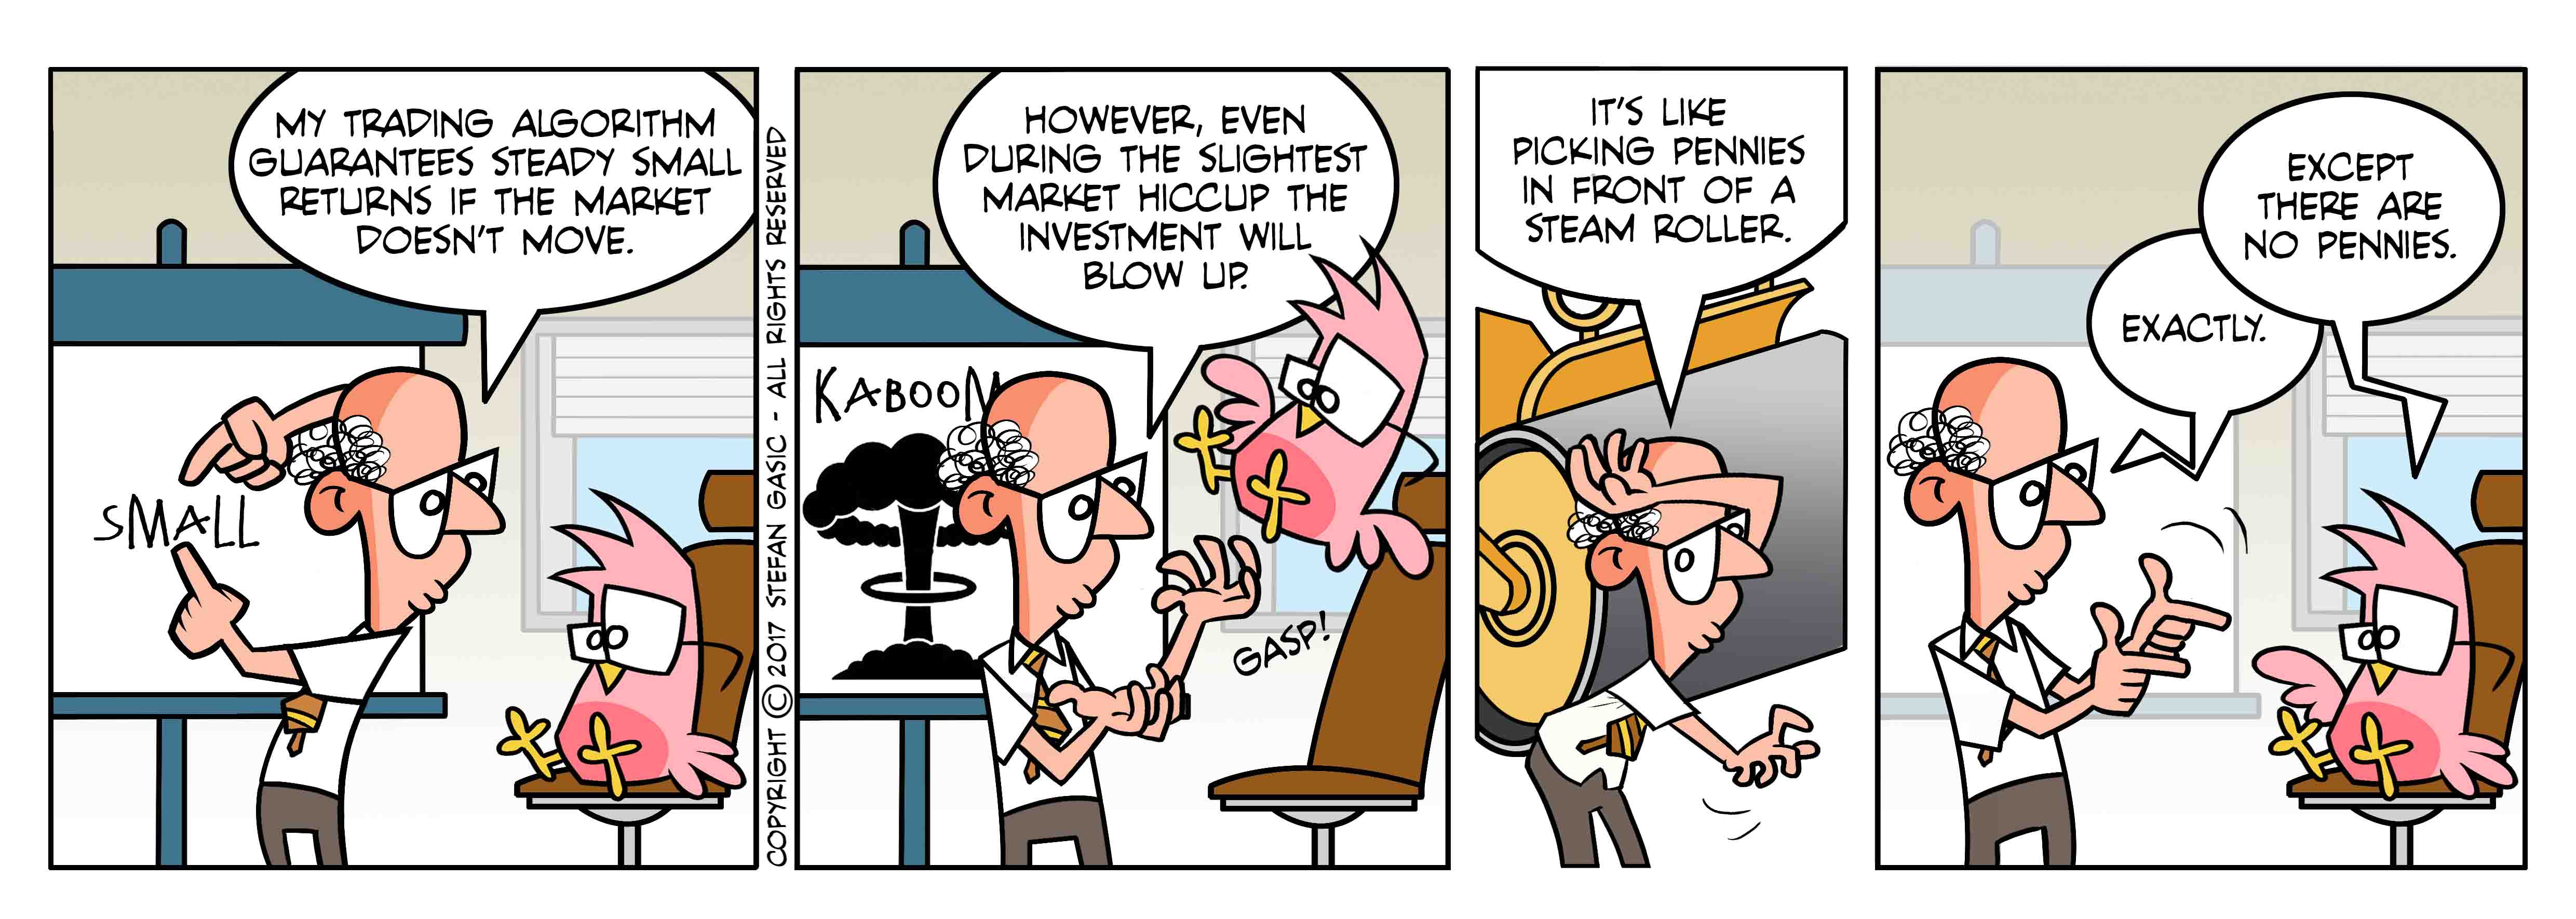 MY TRADING ALGORITHM
GUARANTEES STEADY SMALL
RETURNS IF THE MARKET
DOESN'T MOVE.
SMALL
COPYRIGHT © 2017 STEFAN GASIC - ALL RIGHTS RESERVED
HOWEVER, EVEN
DURING THE SLIGHTEST
MARKET HICCUP THE
INVESTMENT WILL
BLOW UP.
KABOOM
GASP!
IT'S LIKE
PICKING PENNIES
IN FRONT OF A
STEAM ROLLER.
EXCEPT
THERE ARE
NO PENNIES.
EXACTLY.